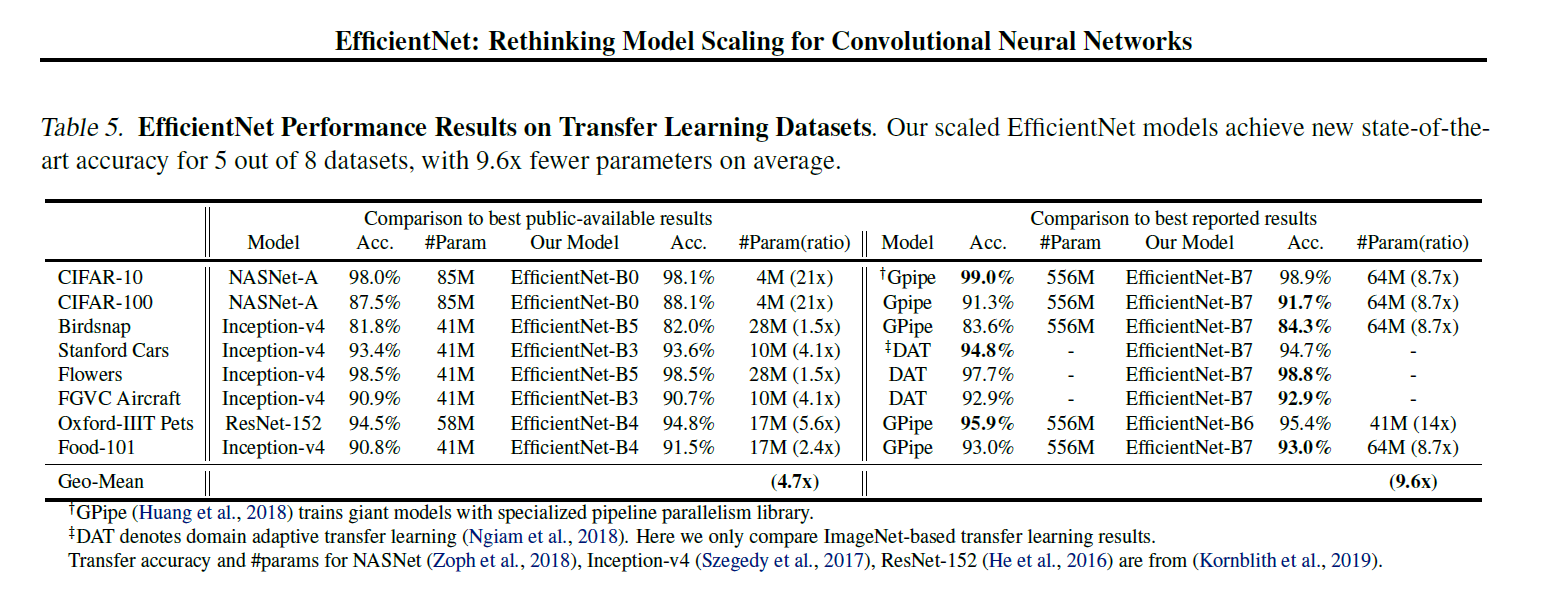 EfficientNet: Rethinking Model Scaling for Convolutional Neural Networks
Table 5. EfficientNet Performance Results on Transfer Learning Datasets. Our scaled EfficientNet models achieve new state-of-the-
art accuracy for 5 out of 8 datasets, with 9.6x fewer parameters on average.
Comparison to best public-available results Comparison to best reported results
Model Acc. #Param Our Model Acc. #Param(ratio) Model Acc. #Param Our Model Acc. #Param(ratio)
CIFAR-10 NASNet-A 98.0% 85M EfficientNet-B0 98.1% 4M (21x) †Gpipe 99.0% 556M EfficientNet-B7 98.9% 64M (8.7x)
CIFAR-100 NASNet-A 87.5% 85M EfficientNet-B0 88.1% 4M (21x) Gpipe 91.3% 556M EfficientNet-B7 91.7% 64M (8.7x)
Birdsnap Inception-v4 81.8% 41M EfficientNet-B5 82.0% 28M (1.5x) GPipe 83.6% 556M EfficientNet-B7 84.3% 64M (8.7x)
Stanford Cars Inception-v4 93.4% 41M EfficientNet-B3 93.6% 10M (4.1x) ‡DAT 94.8% - EfficientNet-B7 94.7% -
Flowers Inception-v4 98.5% 41M EfficientNet-B5 98.5% 28M (1.5x) DAT 97.7% - EfficientNet-B7 98.8% -
FGVC Aircraft Inception-v4 90.9% 41M EfficientNet-B3 90.7% 10M (4.1x) DAT 92.9% - EfficientNet-B7 92.9% -
Oxford-IIIT Pets ResNet-152 94.5% 58M EfficientNet-B4 94.8% 17M (5.6x) GPipe 95.9% 556M EfficientNet-B6 95.4% 41M (14x)
Food-101 Inception-v4 90.8% 41M EfficientNet-B4 91.5% 17M (2.4x) GPipe 93.0% 556M EfficientNet-B7 93.0% 64M (8.7x)
Geo-Mean (4.7x) (9.6x)
†GPipe (Huang et al., 2018) trains giant models with specialized pipeline parallelism library.
‡DAT denotes domain adaptive transfer learning (Ngiam et al., 2018). Here we only compare ImageNet-based transfer learning results.
Transfer accuracy and #params for NASNet (Zoph et al., 2018), Inception-v4 (Szegedy et al., 2017), ResNet-152 (He et al., 2016) are from (Kornblith et al., 2019).